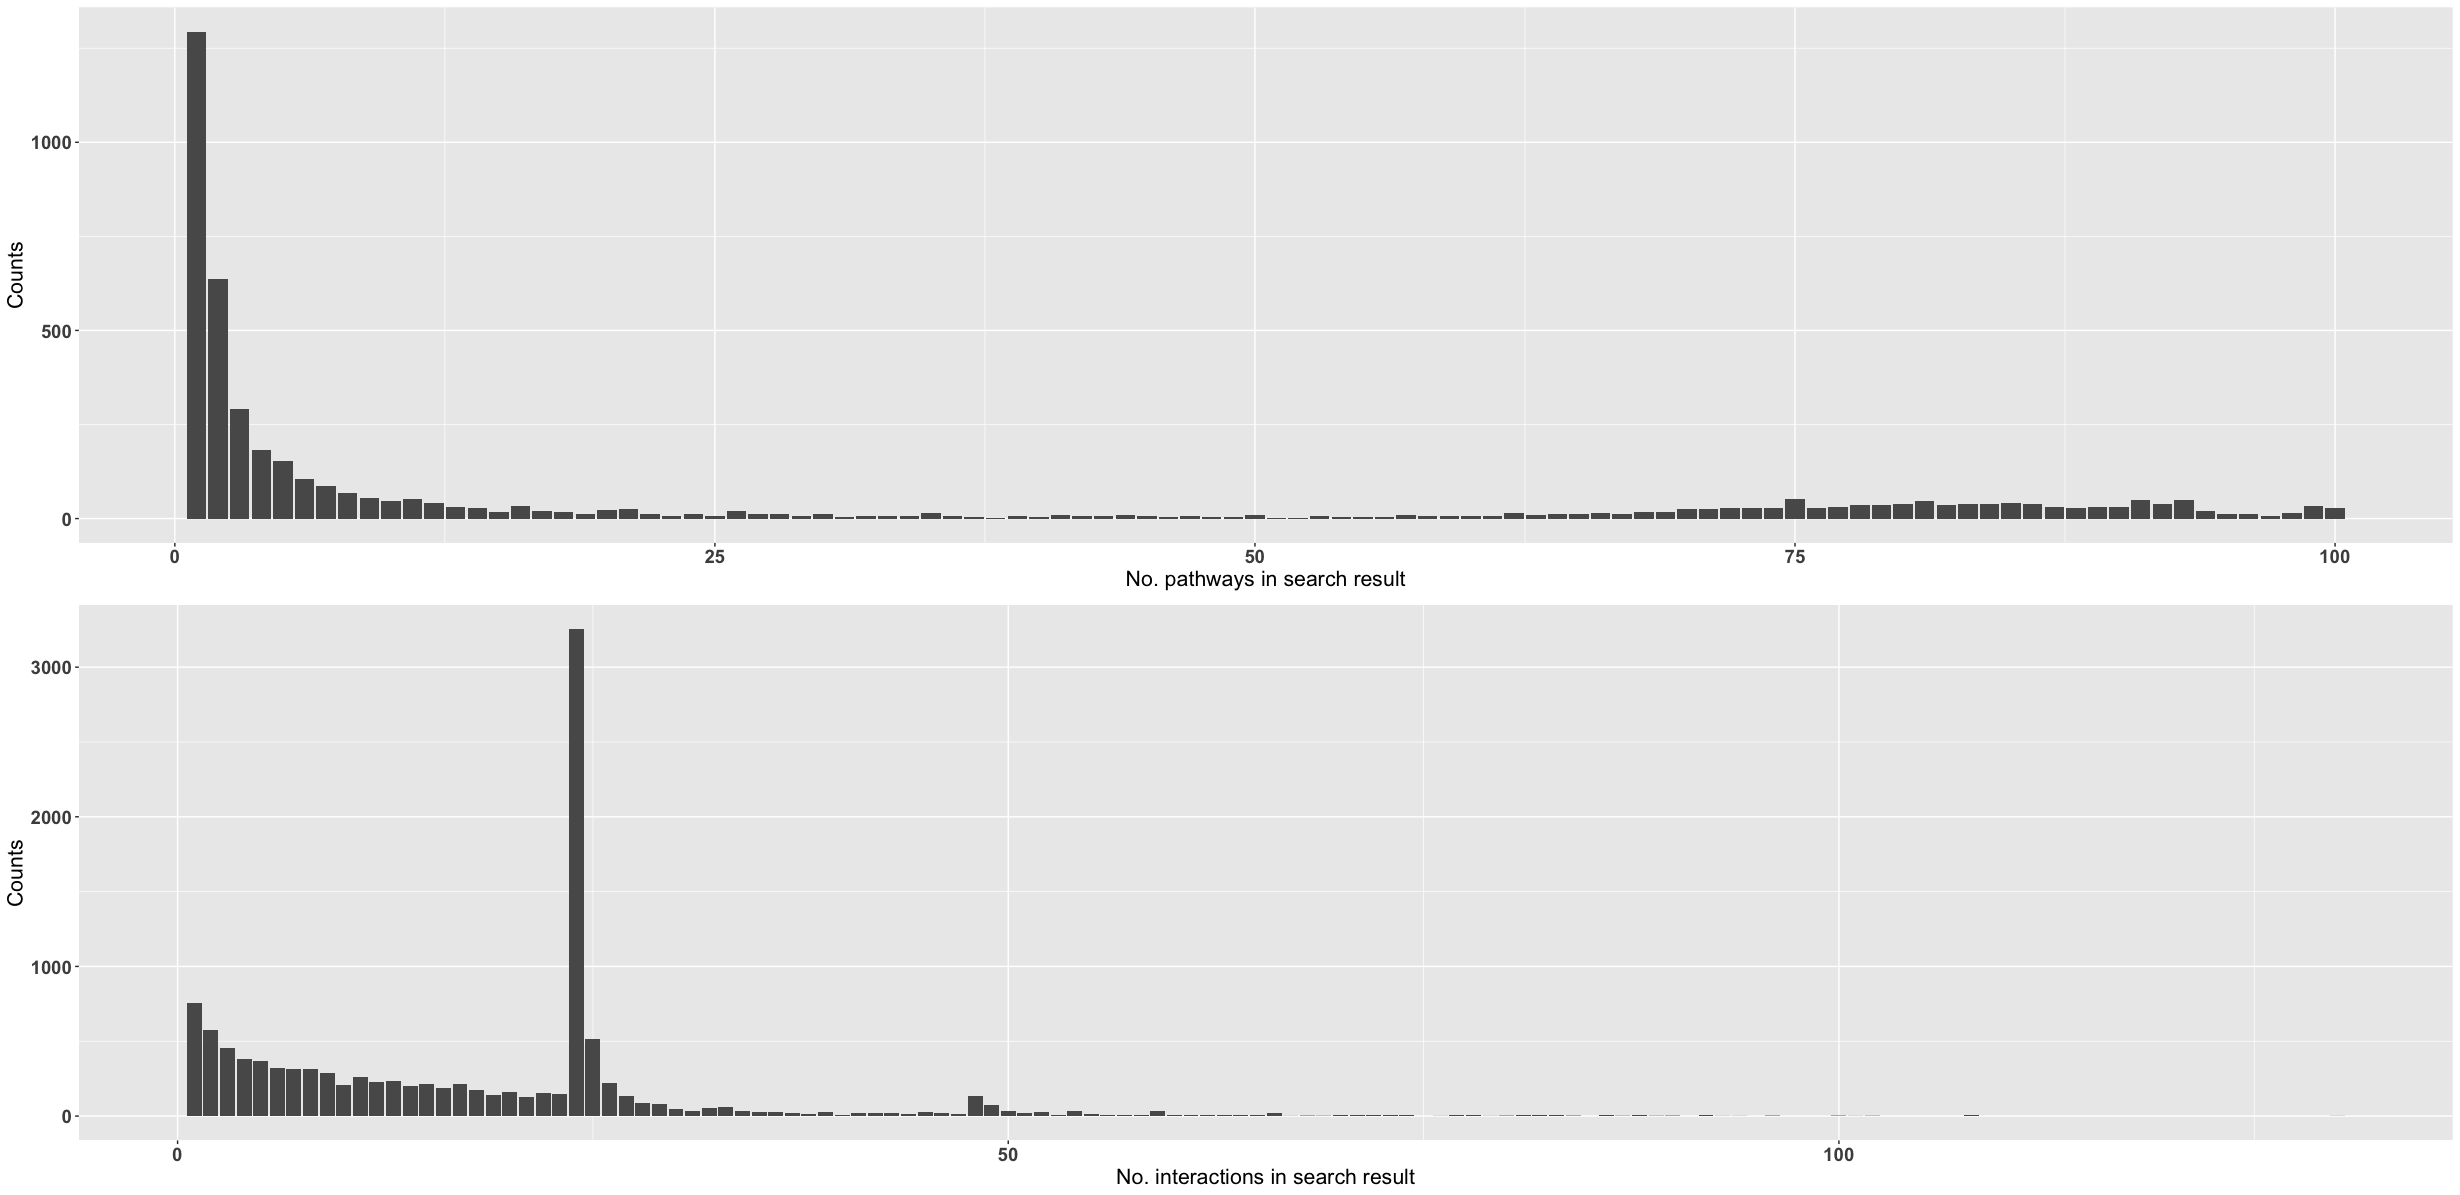 1000
500
0
Counts
0 25 50 75 100
No. pathways in search result
3000
2000
1000
0
Counts
0 50 100
No. interactions in search result